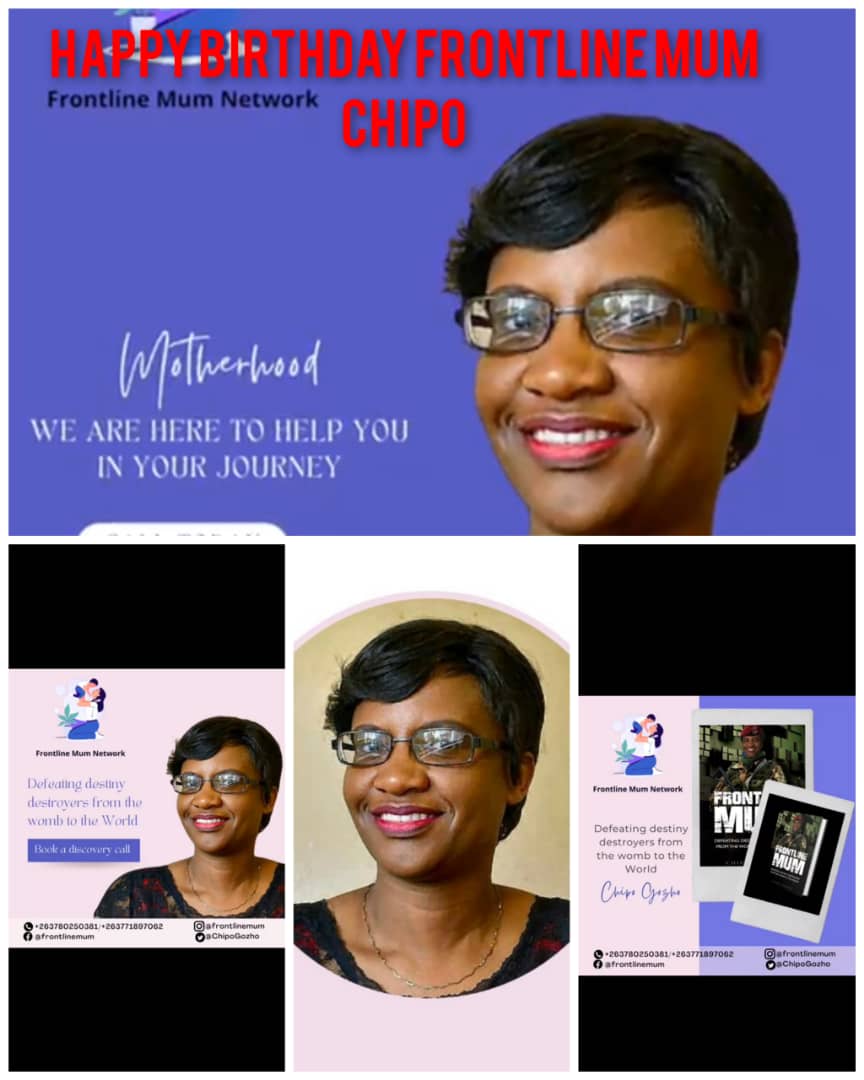 HAPPY BIRTHDAY FRONTLINE MUM
CHIPO
Frontline Mum Network
Motherhood
WE ARE HERE TO HELP YOU
IN YOUR JOURNEY
Frontline Mum Network
Defeating destiny
destroyers from the
womb to the World
Book a discovery call
+263780250381/+263771897062
@frontlinemum
@frontlinemum
@ChipoGozho
Frontline Mum Network
Defeating destiny
destroyers from
the womb to the
World
Chipo Gozho
FRONT
MU
FRONTLINE
MUM
+263780250381/+263771897062
@frontlinemum
@frontlinemum
@ChipoGozho